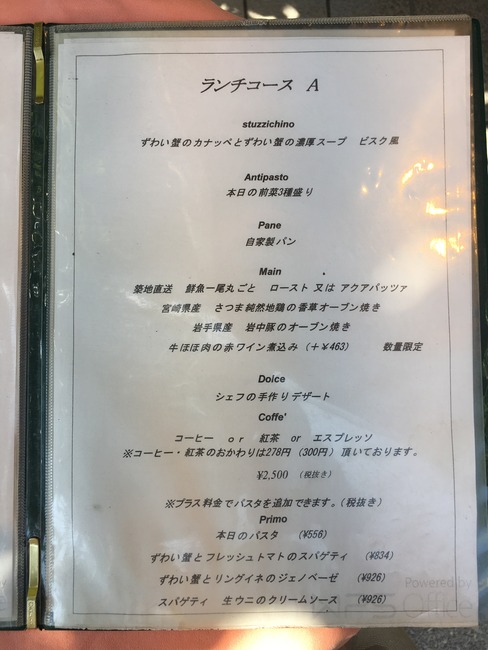 ランチコース　A
stuzzichino
ずわい蟹のカナッペとずわい蟹の濃厚スープ　ビスク風
Antipasto
本日の前菜3種盛り
Pane
自家製パン
Main
築地直送　鮮魚一尾丸ごと　ロースト 又は アクアパッツァ
宮崎県産　さつま純然地鶏の香草オーブン焼き
岩手県産　岩中豚のオーブン焼き
牛ほほ肉の赤ワイン煮込み（＋￥463）　数量限定
Dolce
シェフの手作りデザート
Coffe'
コーヒー　or　紅茶　or　エスプレッソ
※コーヒー・紅茶のおかわりは278円（300円）頂いております。
¥2,500　（税抜き）
※プラス料金でパスタを追加できます。（税抜き）
Primo
本日のパスタ　（¥556）
ずわい蟹とフレッシュトマトのスパゲティ　（¥834）
ずわい蟹とリングイネのジェノベーゼ　（¥926）
スパゲティ　生ウニのクリームソース　（¥926）
Powered by
Office